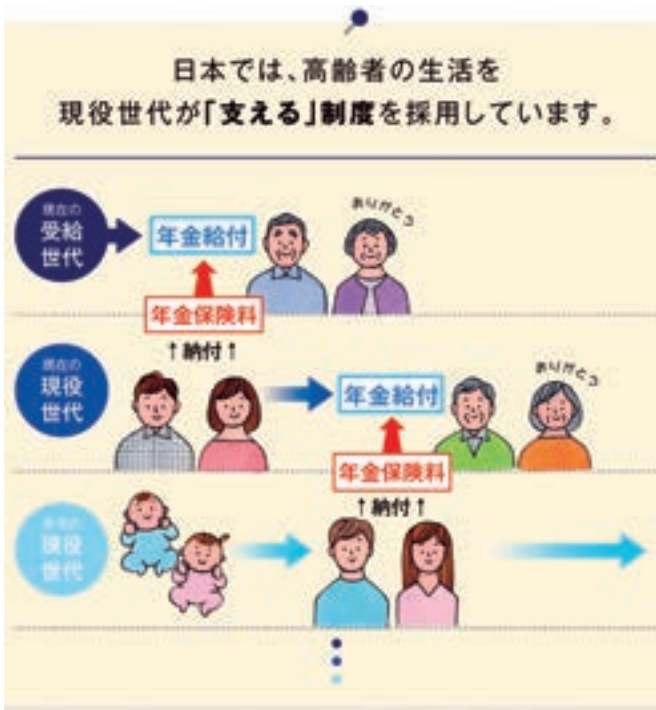 日本では、高齢者の生活を
現役世代が「支える」制度を採用しています。
現在の
受給
世代
年金給付
ありがとう
年金保険料
↑納付↑
現在の
現役
世代
年金給付
ありがとう
年金保険料
↑納付↑
現役
世代